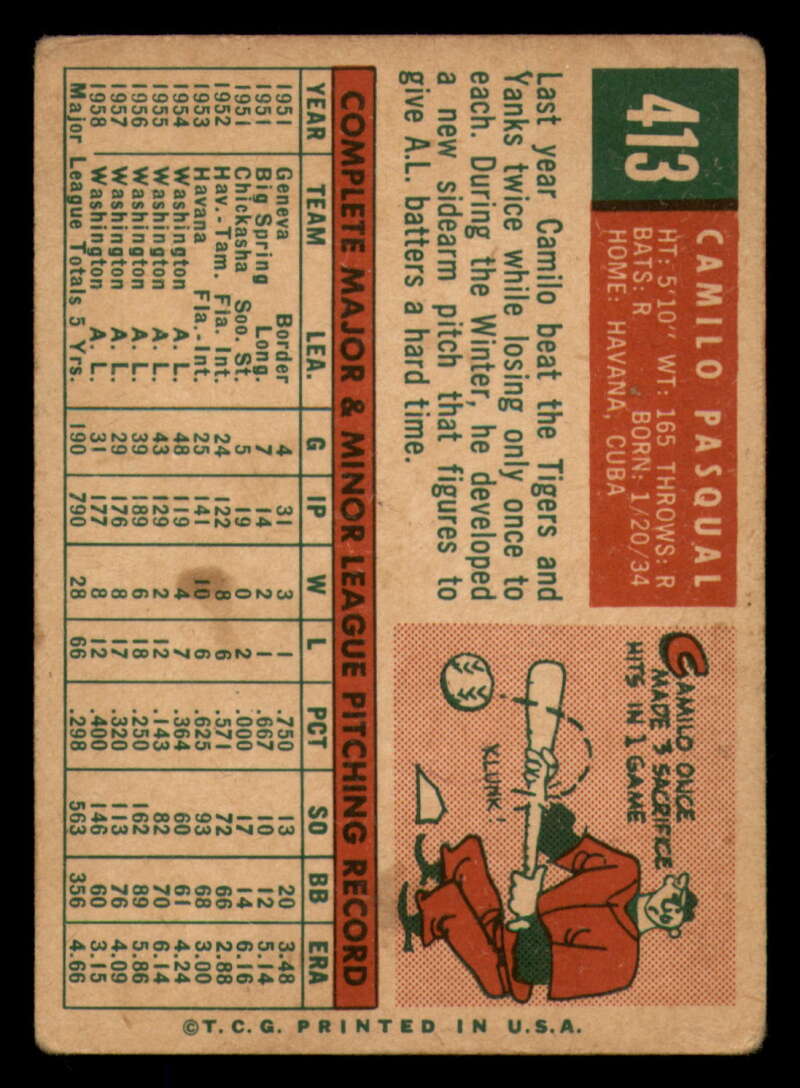 413
CAMILO PASQUAL
HT: 5'10" WT: 165 THROWS: R
BATS: R BORN: 1/20/34
HOME: HAVANA, CUBA
Last year Camilo beat the Tigers and
Yanks twice while losing only once to
each. During the Winter, he developed
a new sidearm pitch that figures to
give A.L. batters a hard time.
CAMILO ONCE
MADE 3 SACRIFICE
HITS IN 1 GAME
KLUNK!
COMPLETE MAJOR & MINOR LEAGUE PITCHING RECORD
YEAR TEAM LEA. G IP W L PCT SO BB ERA
1951 Geneva Border 4 31 3 1 .750 13 20 3.48
1951 Big Spring Long. 7 14 2 1 .667 10 12 5.14
1951 Chickasha Soo. St. 5 19 0 2 .000 17 14 6.16
1952 Hav.-Tam. Fla. Int. 24 122 8 6 .571 72 66 2.88
1953 Havana Fla.-Int. 25 141 10 6 .625 93 68 3.00
1954 Washington A. L. 48 119 4 7 .364 60 61 4.24
1955 Washington A. L. 43 129 2 12 .143 82 70 6.14
1956 Washington A. L. 39 189 6 18 .250 162 89 5.86
1957 Washington A. L. 29 176 8 17 .320 113 76 4.09
1958 Washington A. L. 31 177 8 12 .400 146 60 3.15
Major League Totals 5 Yrs. 190 790 28 66 .298 563 356 4.66
©T.C.G. PRINTED IN U.S.A.